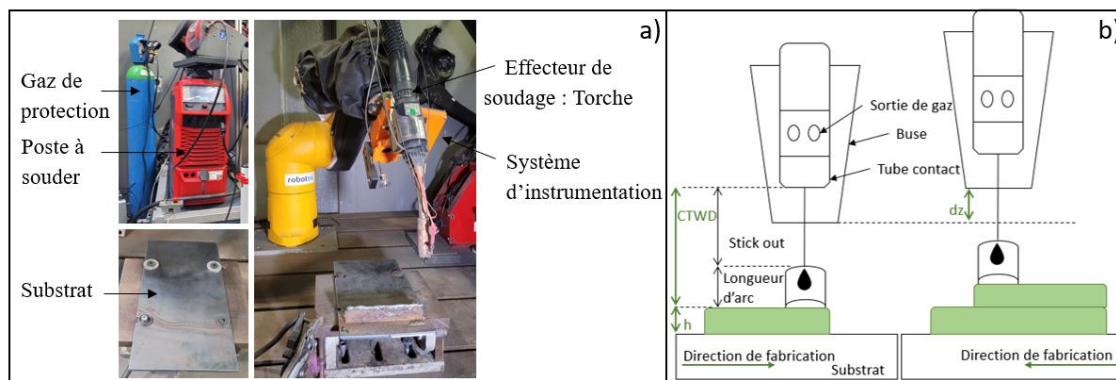 a)
Gaz de
protection
Poste à
souder
Substrat
Effecteur de
soudage : Torche
Système
d'instrumentation
b)
Sortie de gaz
Buse
Tube contact
CTWD
Stick out
Longueur
d'arc
h
dz
Direction de fabrication
Substrat
Direction de fabrication